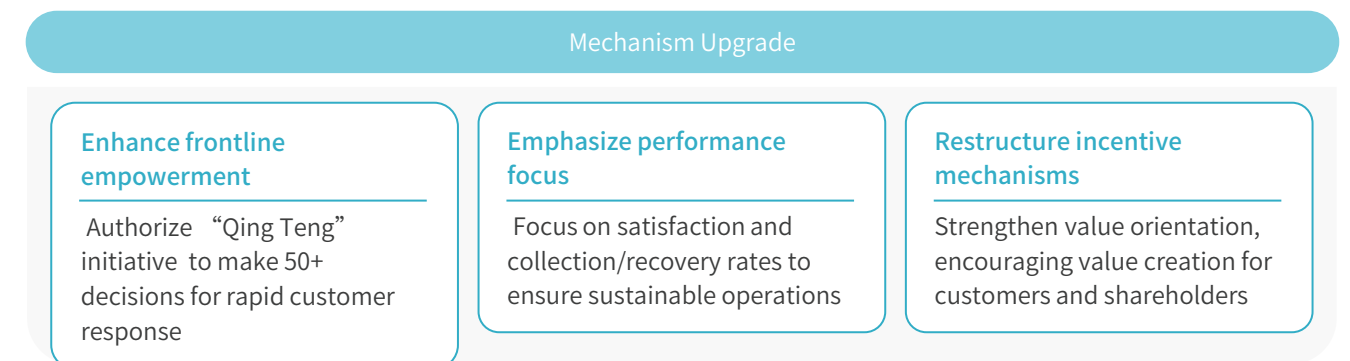 Mechanism Upgrade
Enhance frontline
empowerment
Authorize “Qing Teng”
initiative to make 50+
decisions for rapid customer
response
Emphasize performance
focus
Focus on satisfaction and
collection/recovery rates to
ensure sustainable operations
Restructure incentive
mechanisms
Strengthen value orientation,
encouraging value creation for
customers and shareholders